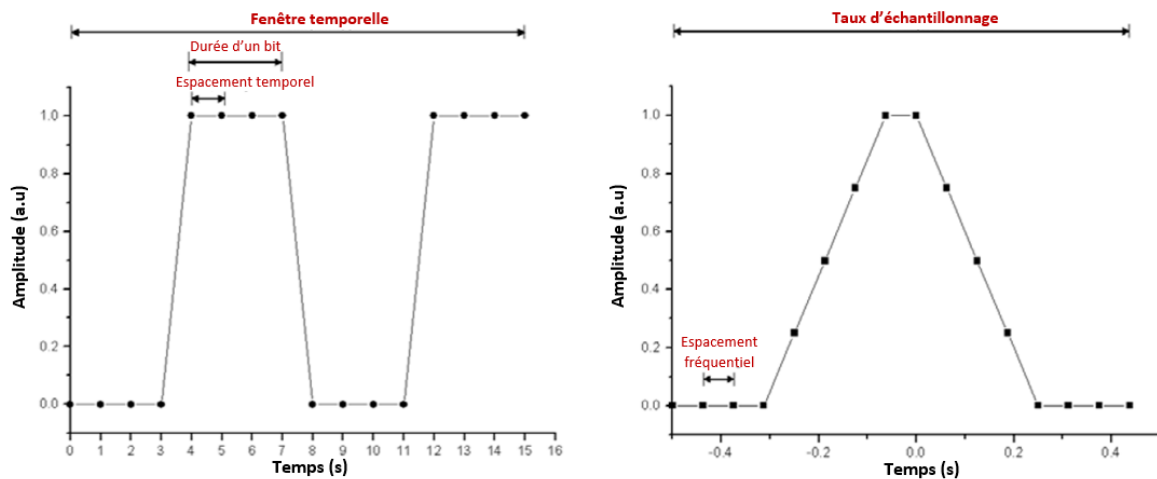 Fenêtre temporelle
Durée d'un bit
Espacement temporel
1.0
0.8
0.6
0.4
0.2
0.0
Amplitude (a.u)
0 1 2 3 4 5 6 7 8 9 10 11 12 13 14 15 16
Temps (s)
Taux d'échantillonnage
Espacement
fréquentiel
1.0
0.8
0.6
0.4
0.2
0.0
Amplitude (a.u)
-0.4 -0.2 0.0 0.2 0.4
Temps (s)